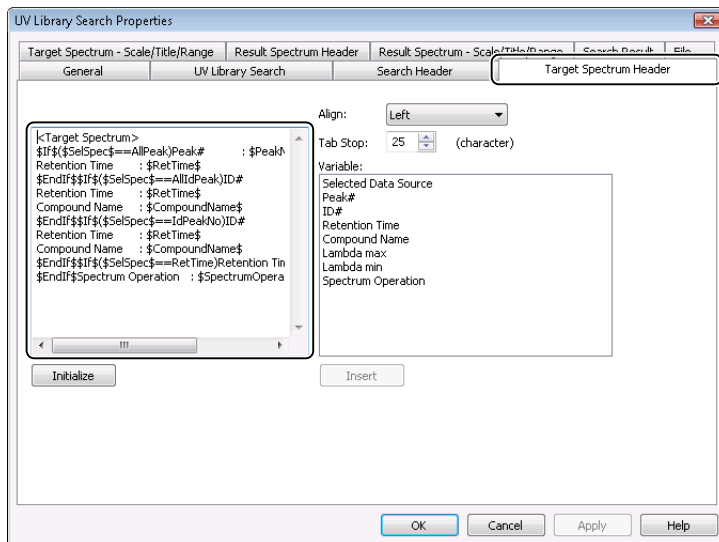 UV Library Search Properties
Target Spectrum - Scale/Title/Range Result Spectrum Header Result Spectrum - Scale/Title/Range Search Result File
General UV Library Search Search Header Target Spectrum Header
Align: Left
Tab Stop: 25 (character)
Variable:
<Target Spectrum>
$If$($SelSpec$==AllPeak)Peak# : $PeakN
Retention Time : $RetTime$
$EndIf$$If$($SelSpec$==AllIdPeak)ID#
Retention Time : $RetTime$
Compound Name : $CompoundName$
$EndIf$$If$($SelSpec$==IdPeakNo)ID#
Retention Time : $RetTime$
Compound Name : $CompoundName$
$EndIf$$If$($SelSpec$==RetTime)Retention Tin
$EndIf$Spectrum Operation : $SpectrumOpera
Selected Data Source
Peak#
ID#
Retention Time
Compound Name
Lambda max
Lambda min
Spectrum Operation
Initialize Insert
OK Cancel Apply Help